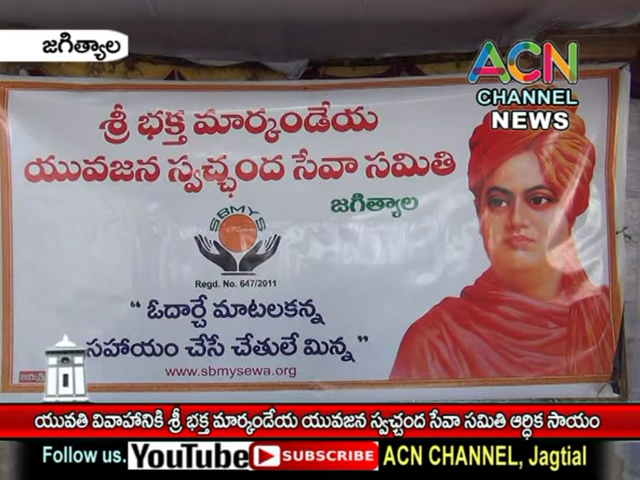 జగిత్యాల
ACN
CHANNEL
NEWS
శ్రీ భక్త మార్కండేయ
యువజన స్వచ్ఛంద సేవా సమితి
జగిత్యాల
SBMYS
Regd. No. 647/2011
“ ఓదార్చే మాటలకన్న
సహాయం చేసే చేతులే మిన్న ”
www.sbmysewa.org
యువతి వివాహానికి శ్రీ భక్త మార్కండేయ యువజన స్వచ్చంద సేవా సమితి ఆర్ధిక సాయం
Follow us. YouTube SUBSCRIBE ACN CHANNEL, Jagtial